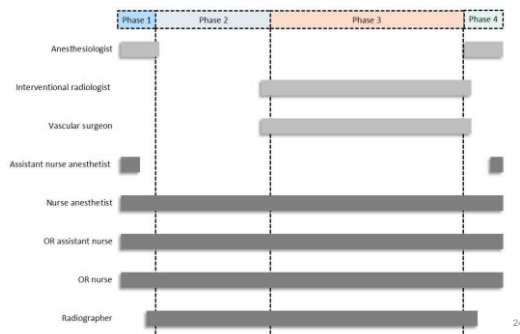 Phase 1 Phase 2 Phase 3 Phase 4
Anesthesiologist
Interventional radiologist
Vascular surgeon
Assistant nurse anesthetist
Nurse anesthetist
OR assistant nurse
OR nurse
Radiographer